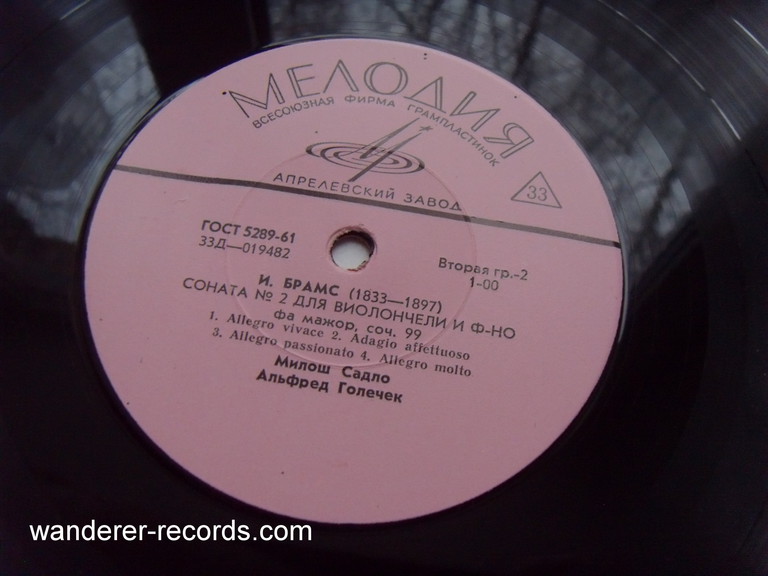 МЕЛОДИЯ
ВСЕСОЮЗНАЯ ФИРМА ГРАМПЛАСТИНОК
АПРЕЛЕВСКИЙ ЗАВОД
33
ГОСТ 5289-61
33Д—019482
Вторая гр.-2
1-00
И. БРАМС (1833—1897)
СОНАТА № 2 ДЛЯ ВИОЛОНЧЕЛИ И Ф-НО
фа мажор, соч. 99
1. Allegro vivace 2. Adagio affettuoso
3. Allegro passionato 4. Allegro molto
Милош Садло
Альфред Голечек
wanderer-records.com